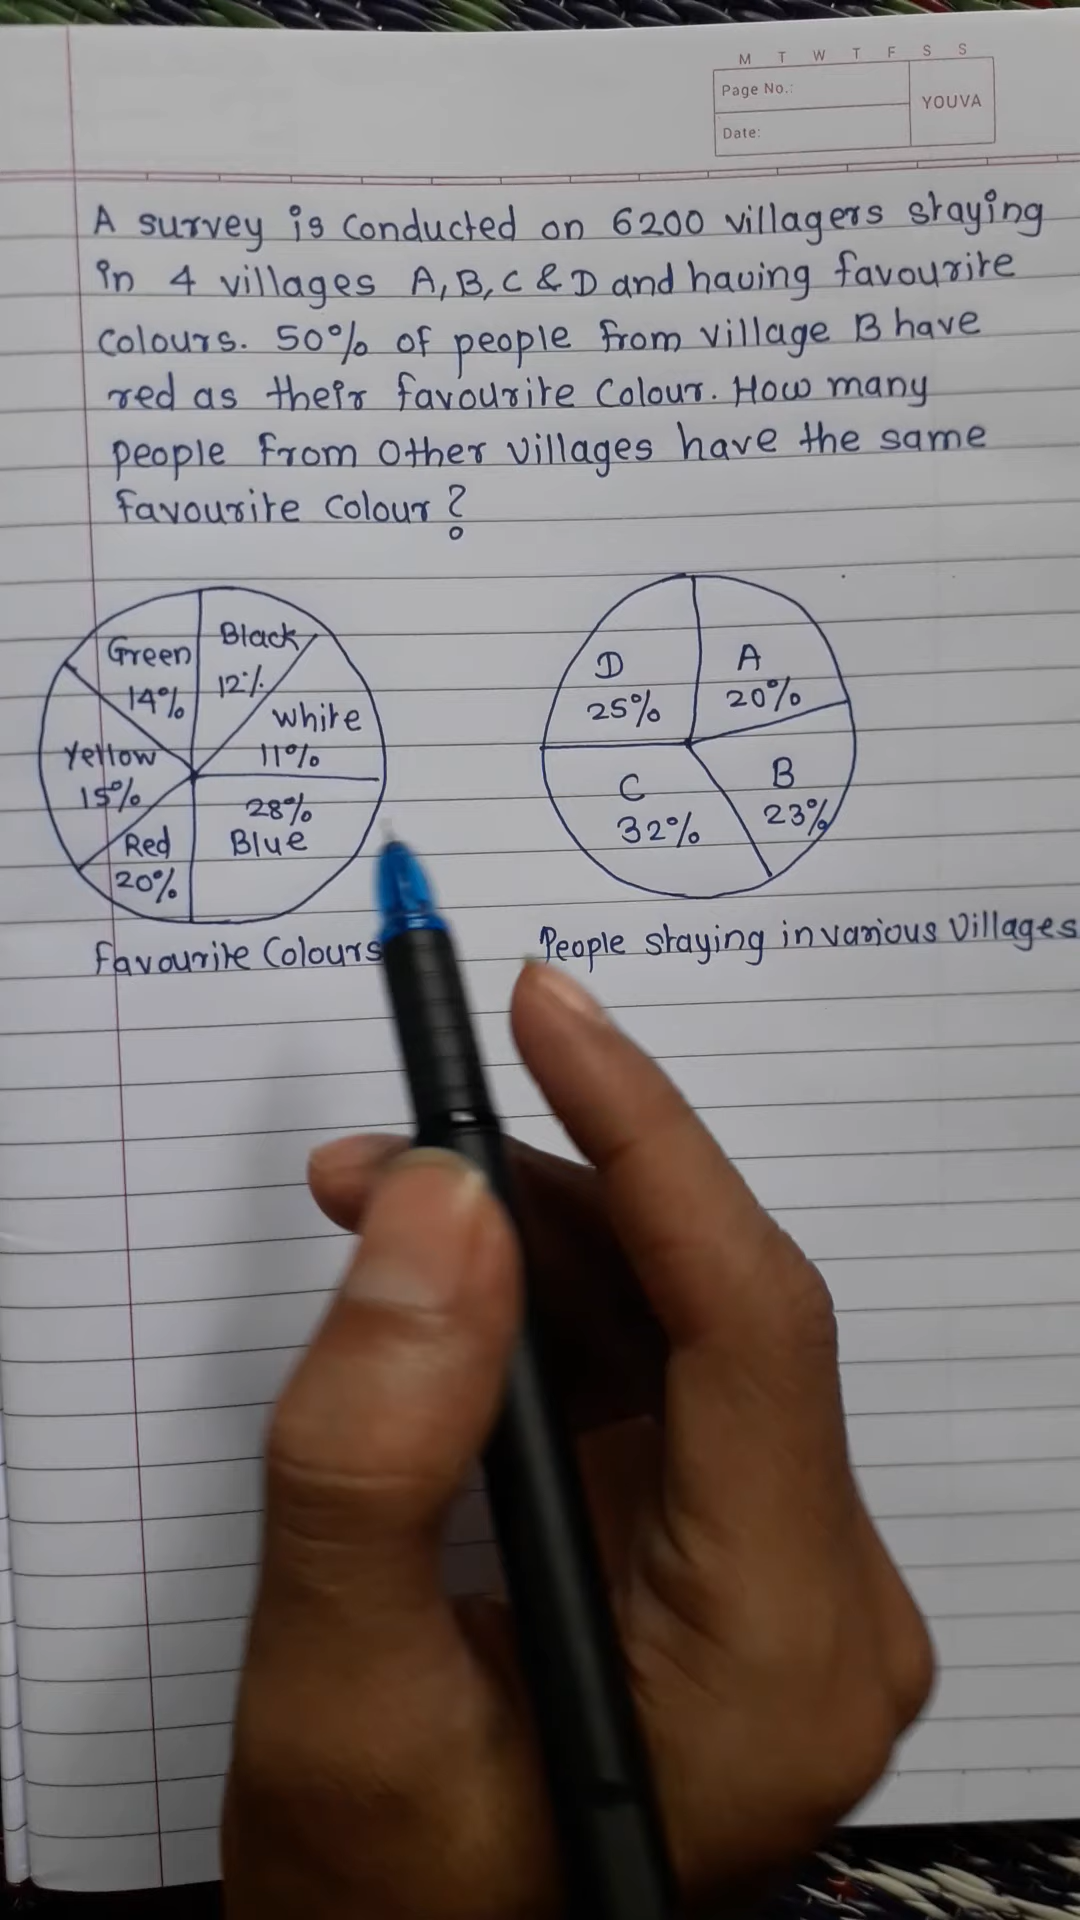 M T W T F S S
Page No.:
YOUVA
Date:
A survey is conducted on 6200 villagers staying
in 4 villages A, B, C & D and having favourite
colours. 50% of people from village B have
red as their favourite colour. How many
people from other villages have the same
favourite colour?
Green
14%
Black
12%
White
11%
Yellow
15%
28%
Blue
Red
20%
Favourite Colours
D
25%
A
20%
C
32%
B
23%
People staying in various villages